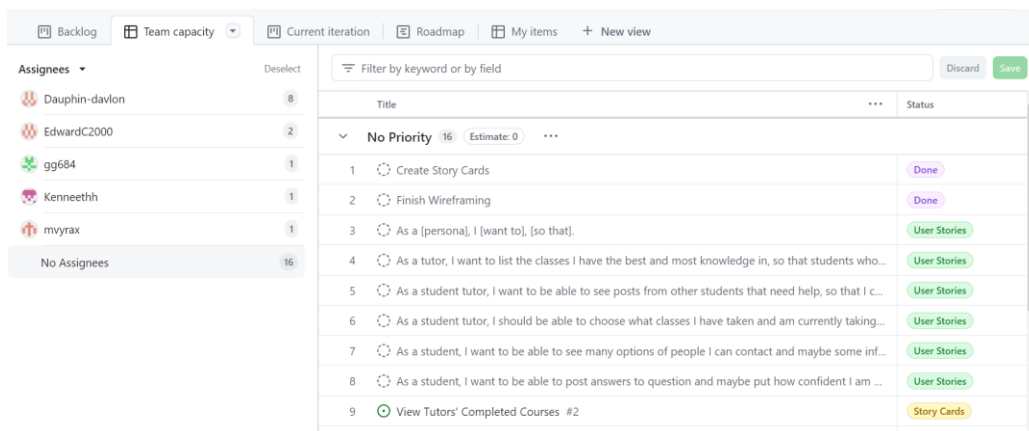 Backlog
Team capacity
Current iteration
Roadmap
My items
+ New view
Assignees
Deselect
Dauphin-davlon 8
EdwardC2000 2
gg684 1
Kenneethh 1
mvyrax 1
No Assignees 16
Filter by keyword or by field
Discard
Save
Title ... Status
No Priority 16 Estimate: 0 ...
1 Create Story Cards Done
2 Finish Wireframing Done
3 As a [persona], I [want to], [so that]. User Stories
4 As a tutor, I want to list the classes I have the best and most knowledge in, so that students who... User Stories
5 As a student tutor, I want to be able to see posts from other students that need help, so that I c... User Stories
6 As a student tutor, I should be able to choose what classes I have taken and am currently taking... User Stories
7 As a student, I want to be able to see many options of people I can contact and maybe some inf... User Stories
8 As a student, I want to be able to post answers to question and maybe put how confident I am ... User Stories
9 View Tutors' Completed Courses #2 Story Cards